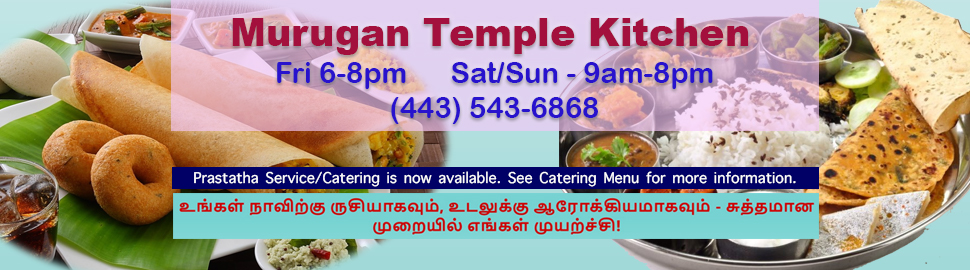 Murugan Temple Kitchen
Fri 6-8pm Sat/Sun - 9am-8pm
(443) 543-6868
Prastatha Service/Catering is now available. See Catering Menu for more information.
உங்கள் நாவிற்கு ருசியாகவும், உடலுக்கு ஆரோக்கியமாகவும் - சுத்தமான
முறையில் எங்கள் முயற்ச்சி!